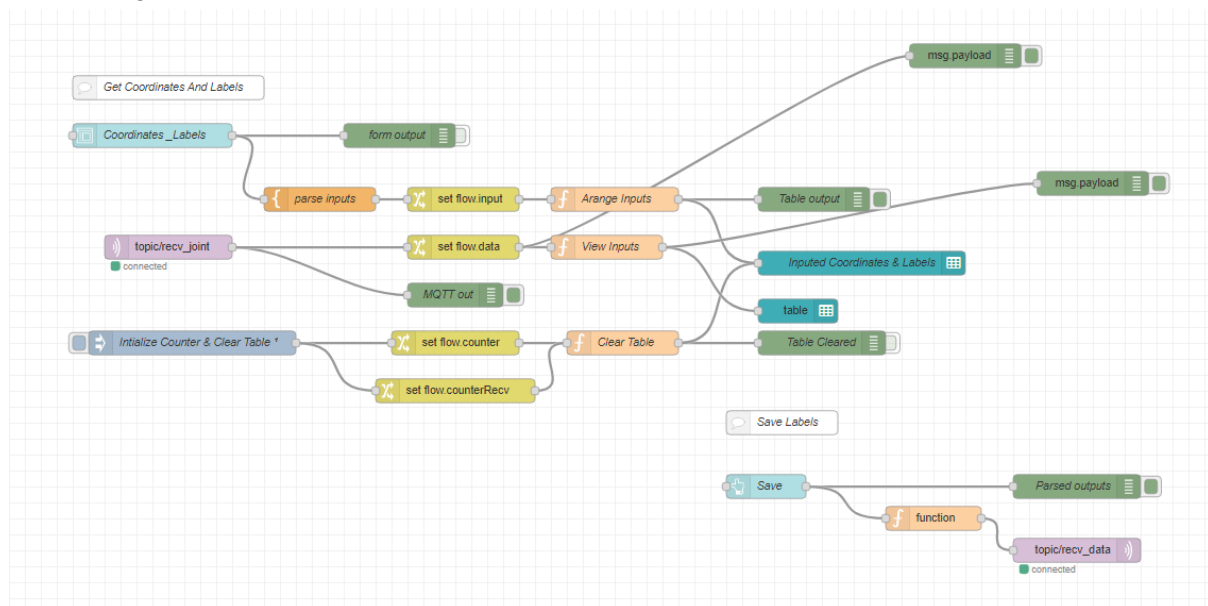 msg.payload
Get Coordinates And Labels
Coordinates _Labels
form output
msg.payload
parse inputs
set flow.input
Arange Inputs
Table output
topic/recv_joint
set flow.data
View Inputs
connected
Inputed Coordinates & Labels
MQTT out
table
Intialize Counter & Clear Table *
set flow.counter
Clear Table
Table Cleared
set flow.counterRecv
Save Labels
Save
Parsed outputs
function
topic/recv_data
connected